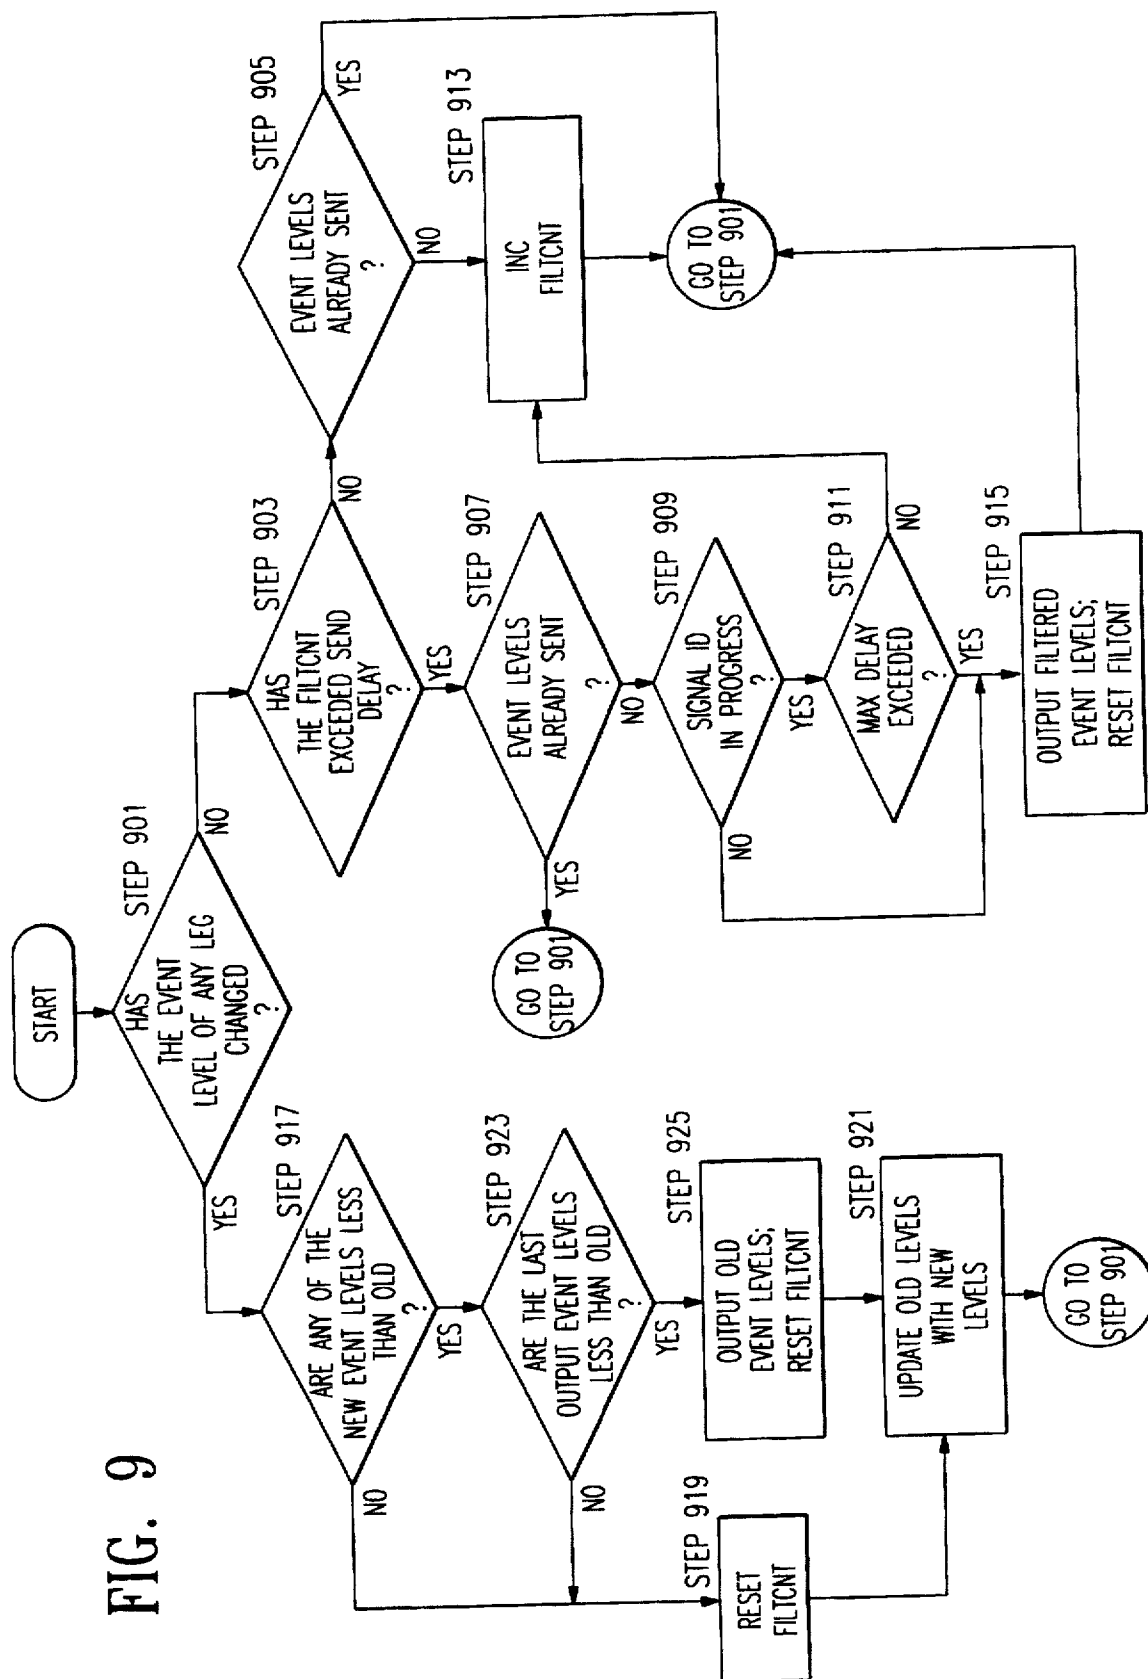 FIG. 9
START
STEP 901
HAS
THE EVENT
LEVEL OF ANY LEG
CHANGED
?
YES
NO
STEP 917
ARE ANY OF THE
NEW EVENT LEVELS LESS
THAN OLD
?
NO
YES
STEP 923
ARE THE LAST
OUTPUT EVENT LEVELS
LESS THAN OLD
?
NO
YES
STEP 925
OUTPUT OLD
EVENT LEVELS;
RESET FILTCNT
STEP 919
RESET
FILTCNT
STEP 921
UPDATE OLD LEVELS
WITH NEW
LEVELS
GO TO
STEP 901
STEP 903
HAS
THE FILTCNT
EXCEEDED SEND
DELAY
?
NO
YES
STEP 905
EVENT LEVELS
ALREADY SENT
?
YES
NO
STEP 913
INC
FILTCNT
GO TO
STEP 901
STEP 907
EVENT LEVELS
ALREADY SENT
?
YES
NO
GO TO
STEP 901
STEP 909
SIGNAL ID
IN PROGRESS
?
NO
YES
STEP 911
MAX DELAY
EXCEEDED
?
NO
YES
STEP 915
OUTPUT FILTERED
EVENT LEVELS;
RESET FILTCNT